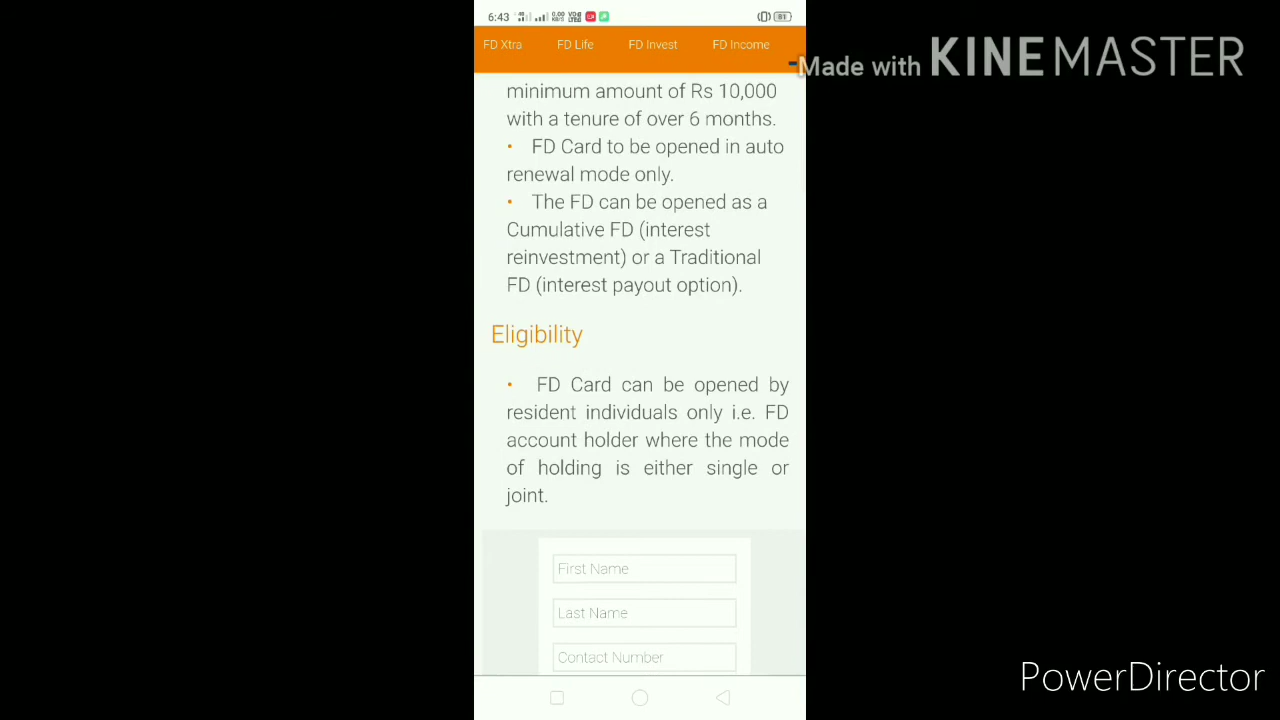 6:43
FD Xtra FD Life FD Invest FD Income
Made with KINEMASTER
minimum amount of Rs 10,000
with a tenure of over 6 months.
• FD Card to be opened in auto
renewal mode only.
• The FD can be opened as a
Cumulative FD (interest
reinvestment) or a Traditional
FD (interest payout option).
Eligibility
• FD Card can be opened by
resident individuals only i.e. FD
account holder where the mode
of holding is either single or
joint.
First Name
Last Name
Contact Number
PowerDirector